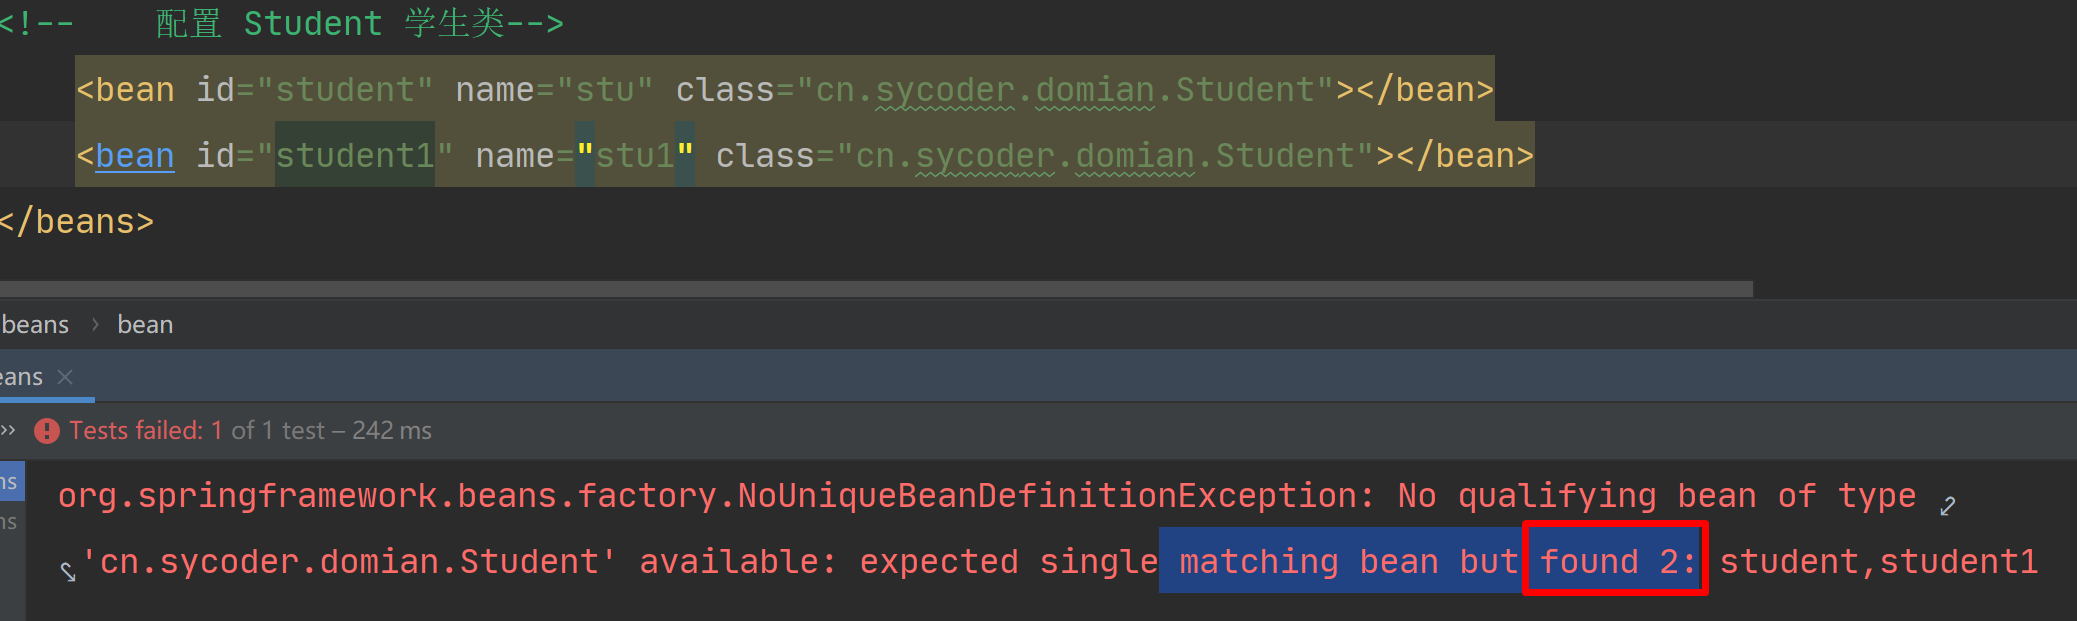 <!--    配置 Student 学生类-->
<bean id="student" name="stu" class="cn.sycoder.domian.Student"></bean>
<bean id="student1" name="stu1" class="cn.sycoder.domian.Student"></bean>
</beans>
beans › bean
eans ×
›› Tests failed: 1 of 1 test – 242 ms
ns
org.springframework.beans.factory.NoUniqueBeanDefinitionException: No qualifying bean of type
ns
'cn.sycoder.domian.Student' available: expected single matching bean but found 2: student,student1